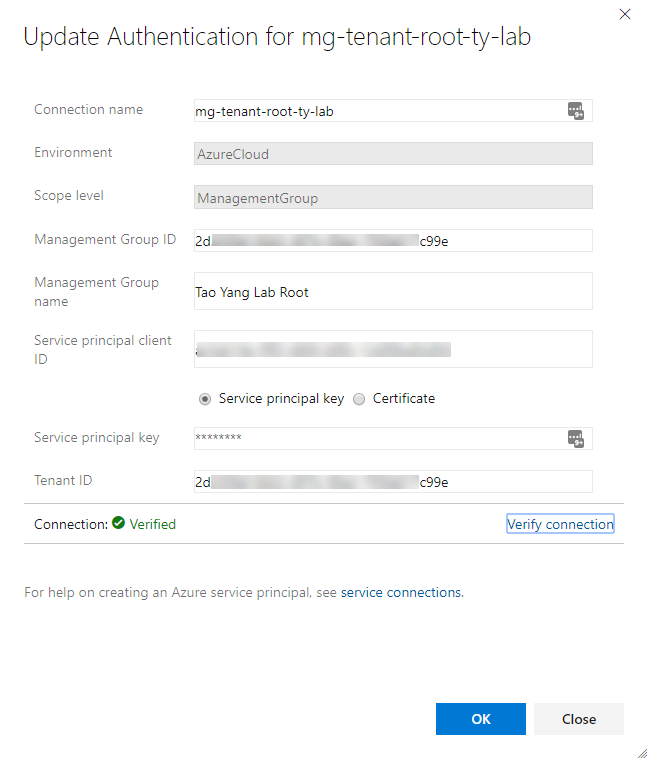 Update Authentication for mg-tenant-root-ty-lab
Connection name
mg-tenant-root-ty-lab
9+
Environment
AzureCloud
Scope level
ManagementGroup
Management Group ID
2d
c99e
Management Group
name
Tao Yang Lab Root
Service principal client
ID
Service principal key
Certificate
Service principal key
********
9+
Tenant ID
2d
c99e
Connection: Verified
Verify connection
For help on creating an Azure service principal, see service connections.
OK
Close